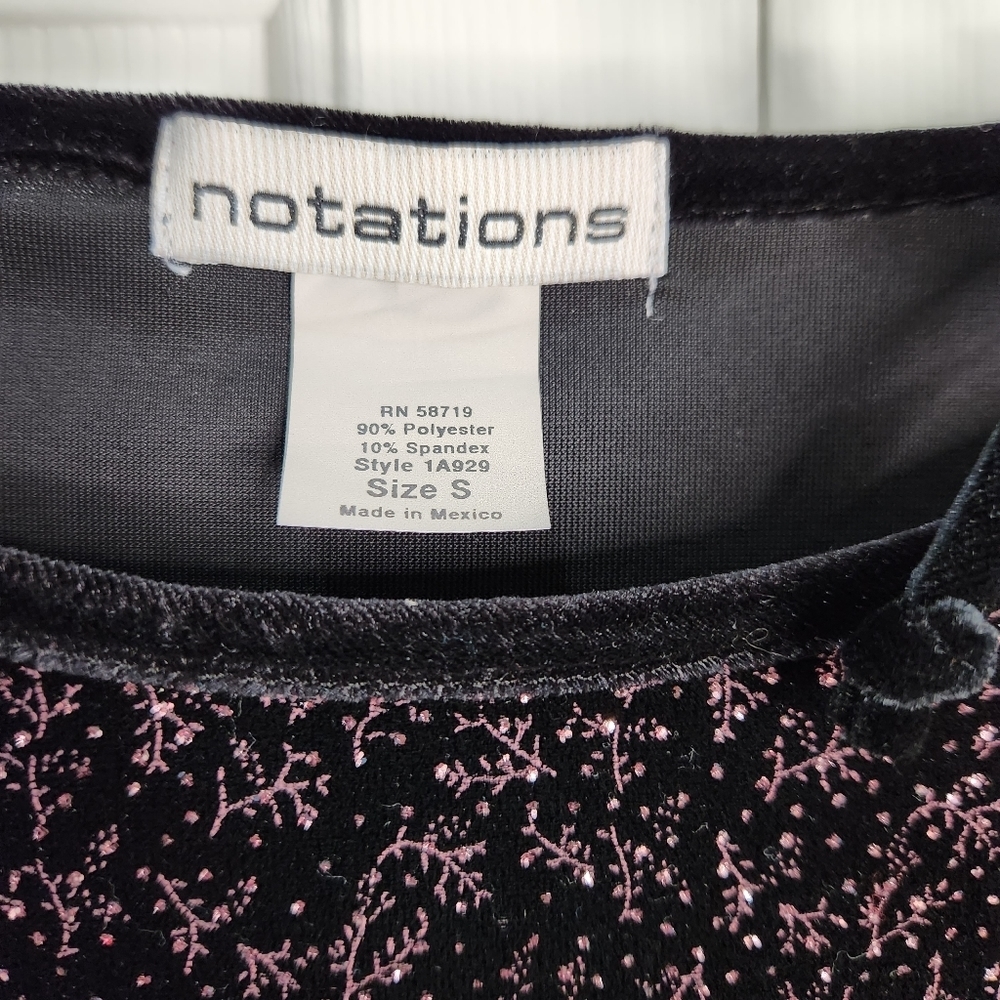 notations
RN 58719
90% Polyester
10% Spandex
Style 1A929
Size S
Made in Mexico